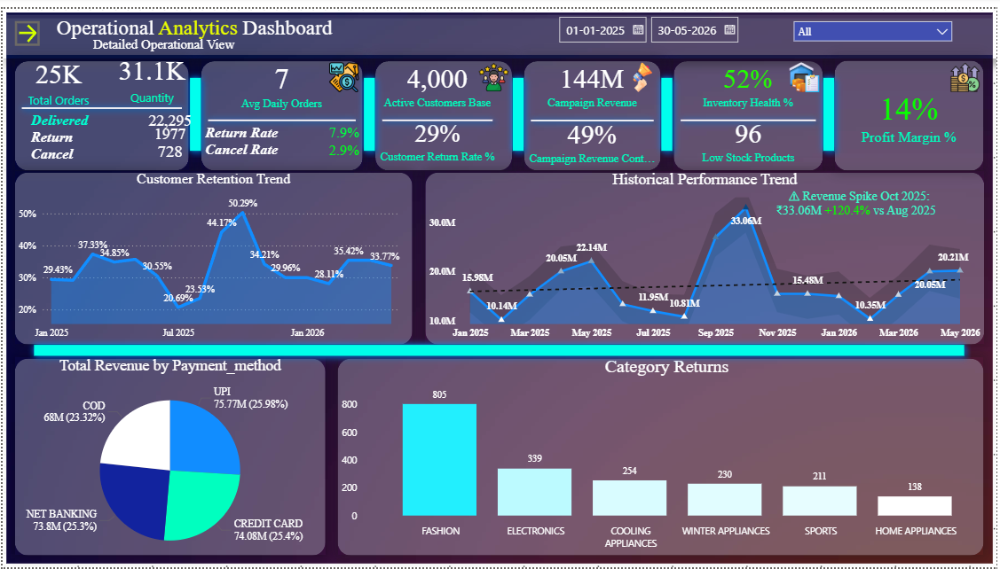 Operational Analytics Dashboard
Detailed Operational View
01-01-2025
30-05-2026
All
25K
Total Orders
31.1K
Quantity
Delivered 22,295
Return 1977
Cancel 728
7
Avg Daily Orders
Return Rate 7.9%
Cancel Rate 2.9%
4,000
Active Customers Base
29%
Customer Return Rate %
144M
Campaign Revenue
49%
Campaign Revenue Cont…
52%
Inventory Health %
96
Low Stock Products
14%
Profit Margin %
Customer Retention Trend
50%
40%
30%
20%
29.43%
37.33%
34.85%
30.55%
20.69%
23.53%
44.17%
50.29%
34.21%
29.96%
28.11%
35.42%
33.77%
Jan 2025
Jul 2025
Jan 2026
Historical Performance Trend
⚠ Revenue Spike Oct 2025:
₹33.06M +120.4% vs Aug 2025
30.0M
20.0M
10.0M
15.98M
10.14M
20.05M
22.14M
11.95M
10.81M
33.06M
15.48M
10.35M
20.05M
20.21M
Jan 2025
Mar 2025
May 2025
Jul 2025
Sep 2025
Nov 2025
Jan 2026
Mar 2026
May 2026
Total Revenue by Payment_method
UPI
75.77M (25.98%)
COD
68M (23.32%)
NET BANKING
73.8M (25.3%)
CREDIT CARD
74.08M (25.4%)
Category Returns
800
600
400
200
0
805
339
254
230
211
138
FASHION
ELECTRONICS
COOLING
APPLIANCES
WINTER APPLIANCES
SPORTS
HOME APPLIANCES